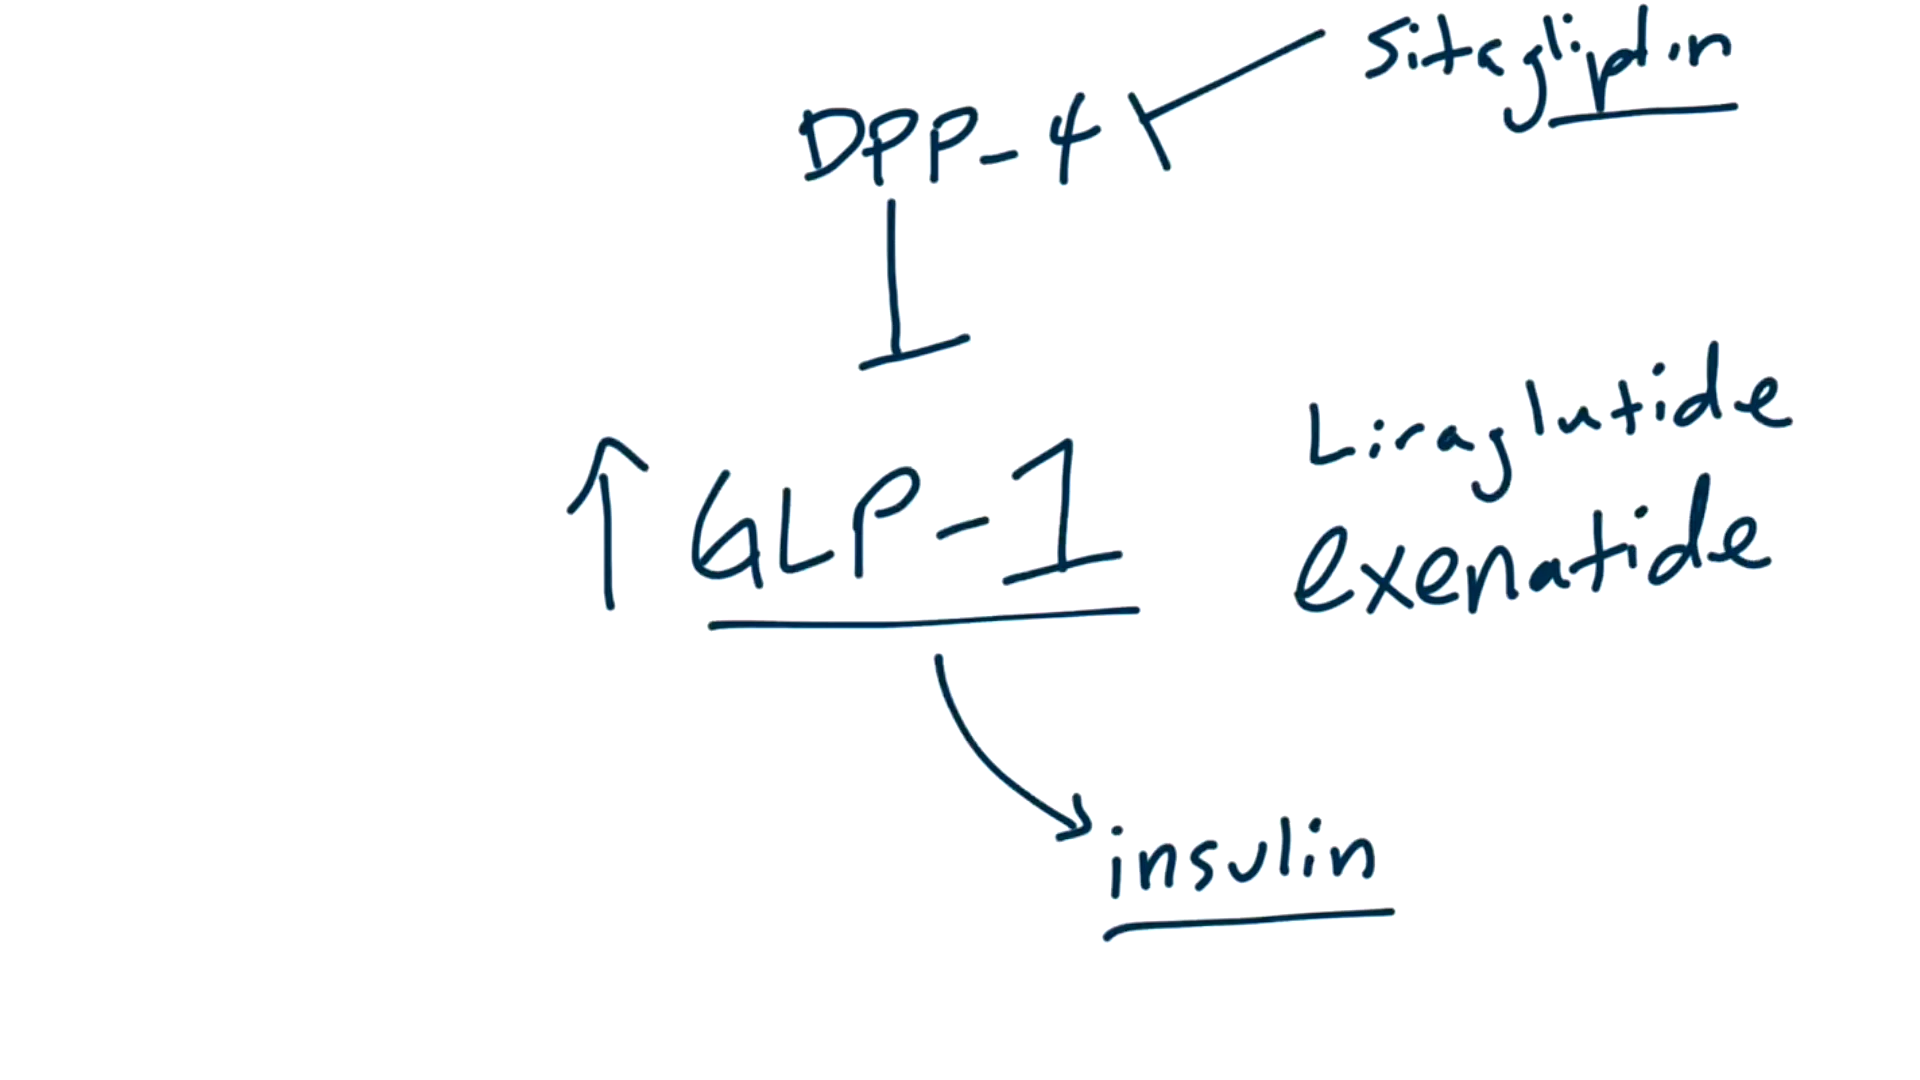 Sitagliptin
DPP-4
Liraglutide
↑ GLP-1
exenatide
insulin